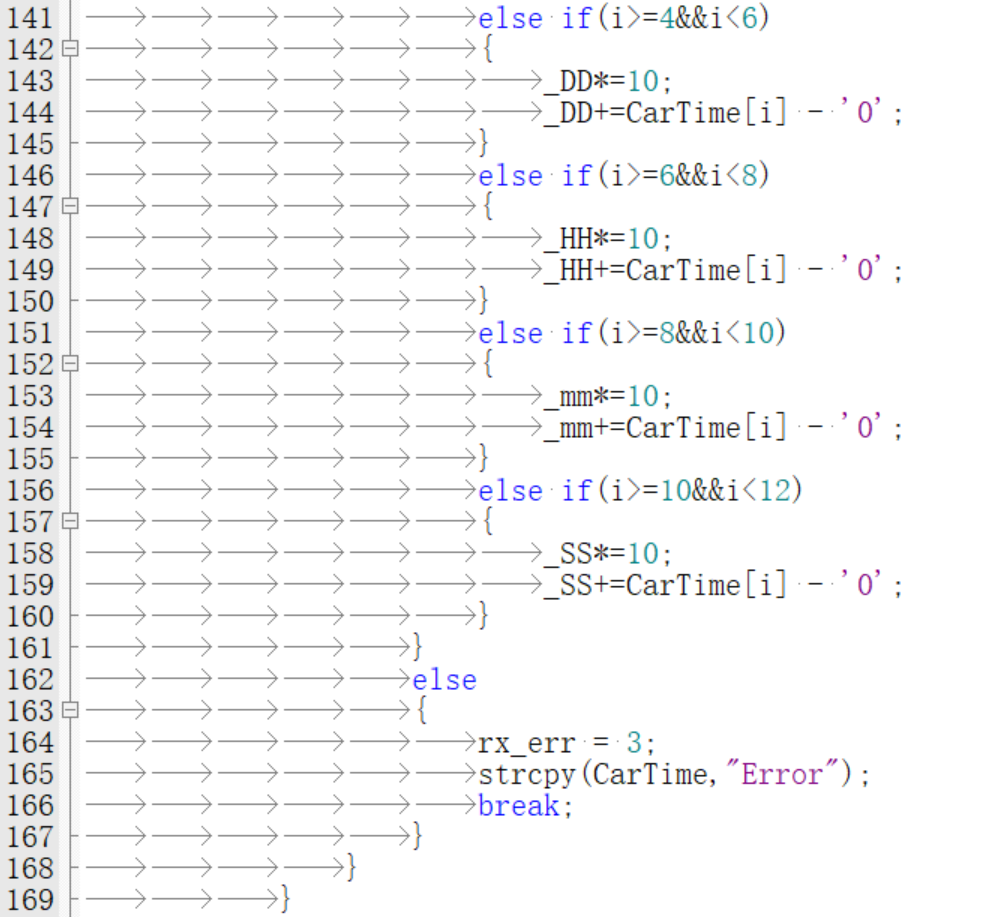 141 else if(i>=4&&i<6)
142 {
143 _DD*=10;
144 _DD+=CarTime[i] - '0';
145 }
146 else if(i>=6&&i<8)
147 {
148 _HH*=10;
149 _HH+=CarTime[i] - '0';
150 }
151 else if(i>=8&&i<10)
152 {
153 _mm*=10;
154 _mm+=CarTime[i] - '0';
155 }
156 else if(i>=10&&i<12)
157 {
158 _SS*=10;
159 _SS+=CarTime[i] - '0';
160 }
161 }
162 else
163 {
164 rx_err = 3;
165 strcpy(CarTime,"Error");
166 break;
167 }
168 }
169 }